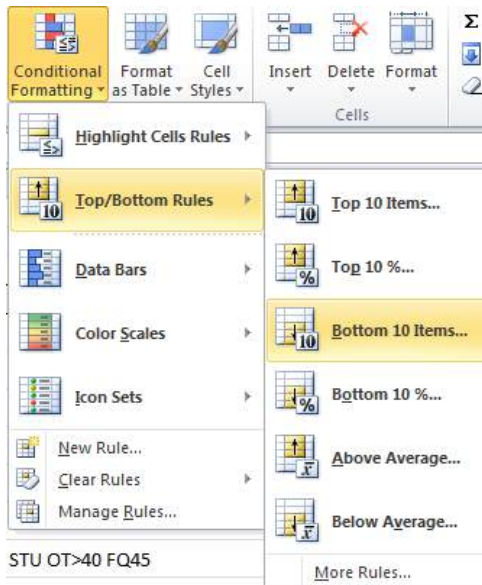 Conditional Formatting
Format as Table
Cell Styles
Insert
Delete
Format
Σ
Cells
Highlight Cells Rules
Top/Bottom Rules
Data Bars
Color Scales
Icon Sets
New Rule...
Clear Rules
Manage Rules...
10
Top 10 Items...
%
Top 10 %...
10
Bottom 10 Items...
%
Bottom 10 %...
x̄
Above Average...
x̄
Below Average...
More Rules...
STU OT>40 FQ45